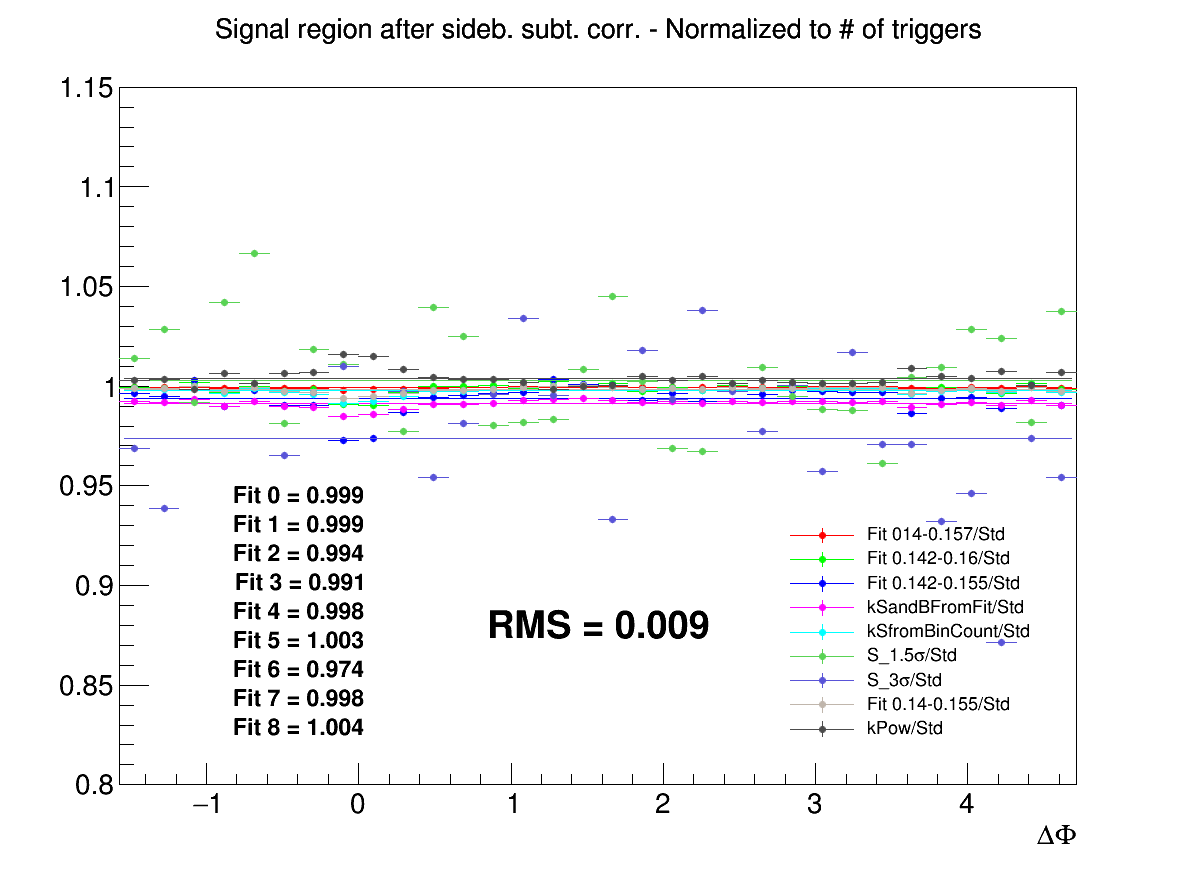 Signal region after sideb. subt. corr. - Normalized to # of triggers
1.15
1.1
1.05
1
0.95
0.9
0.85
0.8
Fit 0 = 0.999
Fit 1 = 0.999
Fit 2 = 0.994
Fit 3 = 0.991
Fit 4 = 0.998
Fit 5 = 1.003
Fit 6 = 0.974
Fit 7 = 0.998
Fit 8 = 1.004
RMS = 0.009
Fit 014-0.157/Std
Fit 0.142-0.16/Std
Fit 0.142-0.155/Std
kSandBFromFit/Std
kSfromBinCount/Std
S_1.5σ/Std
S_3σ/Std
Fit 0.14-0.155/Std
kPow/Std
−1 0 1 2 3 4
ΔΦ